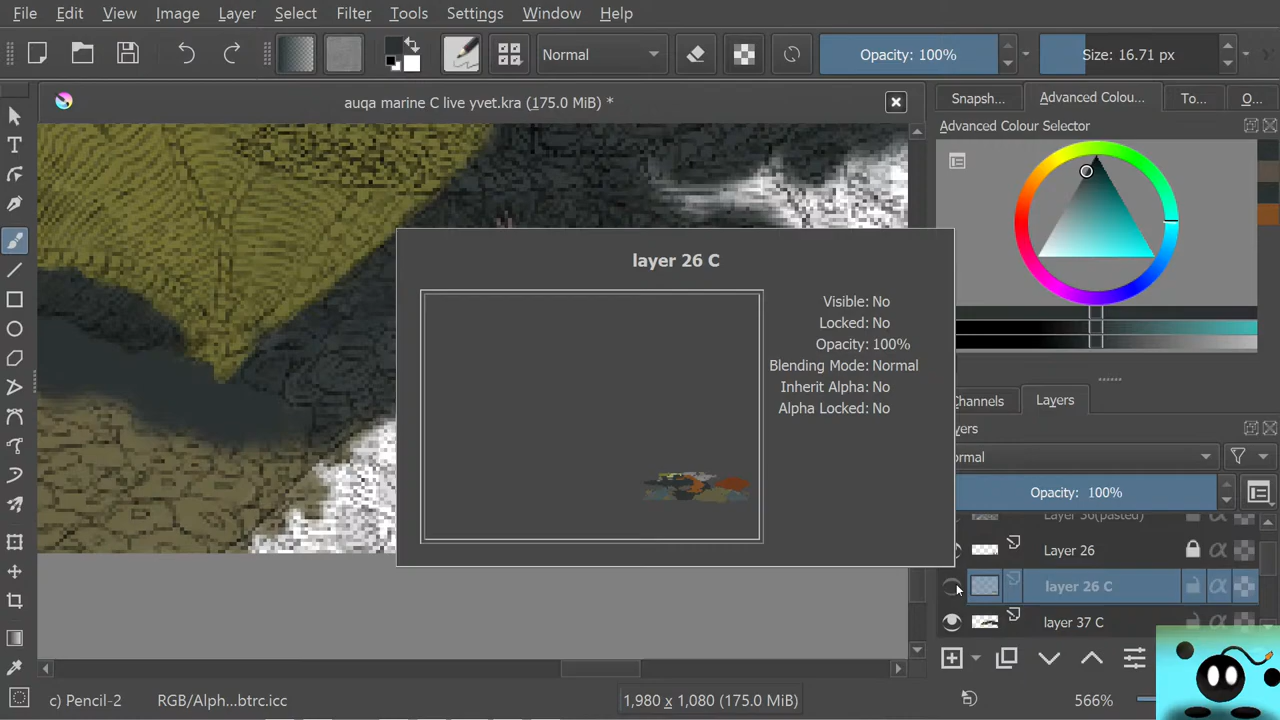 File Edit View Image Layer Select Filter Tools Settings Window Help
Normal Opacity: 100% Size: 16.71 px
auqa marine C live yvet.kra (175.0 MiB) *
Snapsh... Advanced Colou... To... O...
Advanced Colour Selector
layer 26 C
Visible: No
Locked: No
Opacity: 100%
Blending Mode: Normal
Inherit Alpha: No
Alpha Locked: No
Layers
Opacity: 100%
Layer 26
layer 26 C
layer 37 C
c) Pencil-2 RGB/Alph...btrc.icc 1,980 x 1,080 (175.0 MiB) 566%